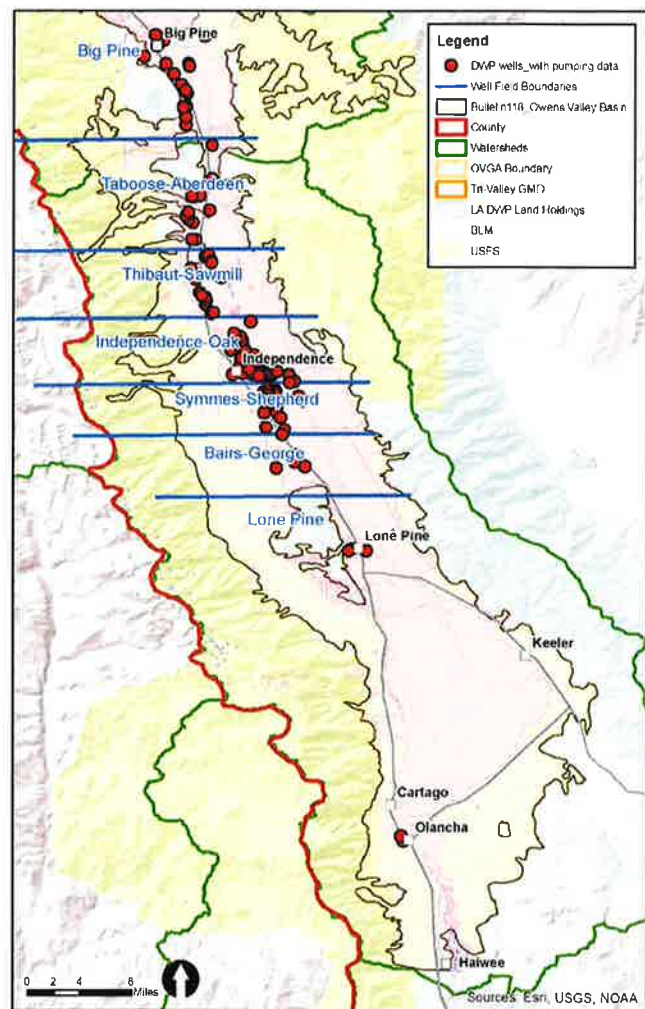 Big Pine
Big Pine
Taboose-Aberdeen
Thibaut-Sawmill
Independence-Oak
Independence
Symmes-Shepherd
Bairs-George
Lone Pine
Lone Pine
Keeler
Cartago
Olancha
Haiwee
Legend
DWP wells_with pumping data
Well Field Boundaries
Bulletin118_Owens Valley Basin
County
Watersheds
OVGA Boundary
Tri-Valley GMD
LA DWP Land Holdings
BLM
USFS
0 2 4 8
Miles
Sources: Esri, USGS, NOAA